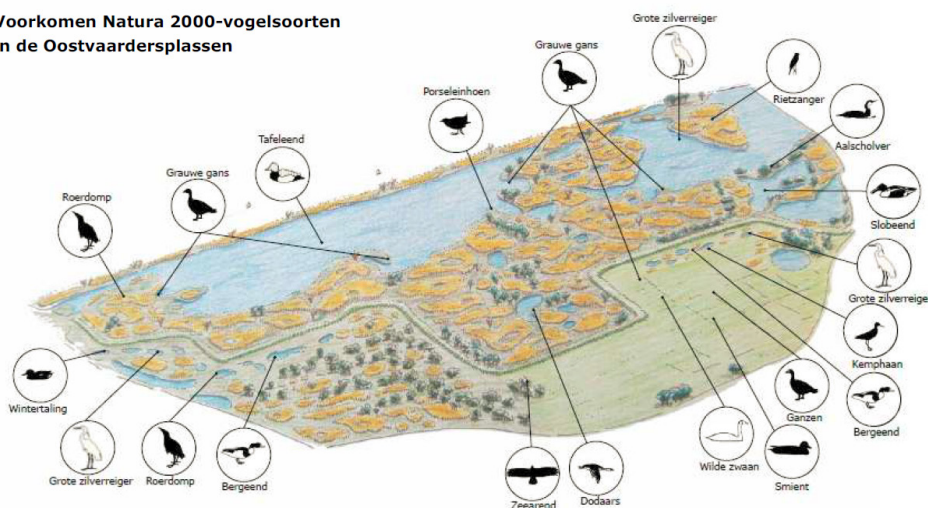 Voorkomen Natura 2000-vogelsoorten
in de Oostvaardersplassen
Grote zilverreiger
Grauwe gans
Rietzanger
Porseleinhoen
Aalscholver
Tafeleend
Grauwe gans
Roerdomp
Slobeend
Grote zilverreiger
Kemphaan
Wintertaling
Ganzen
Bergeend
Wilde zwaan
Grote zilverreiger
Roerdomp
Bergeend
Smient
Zeearend
Dodaars